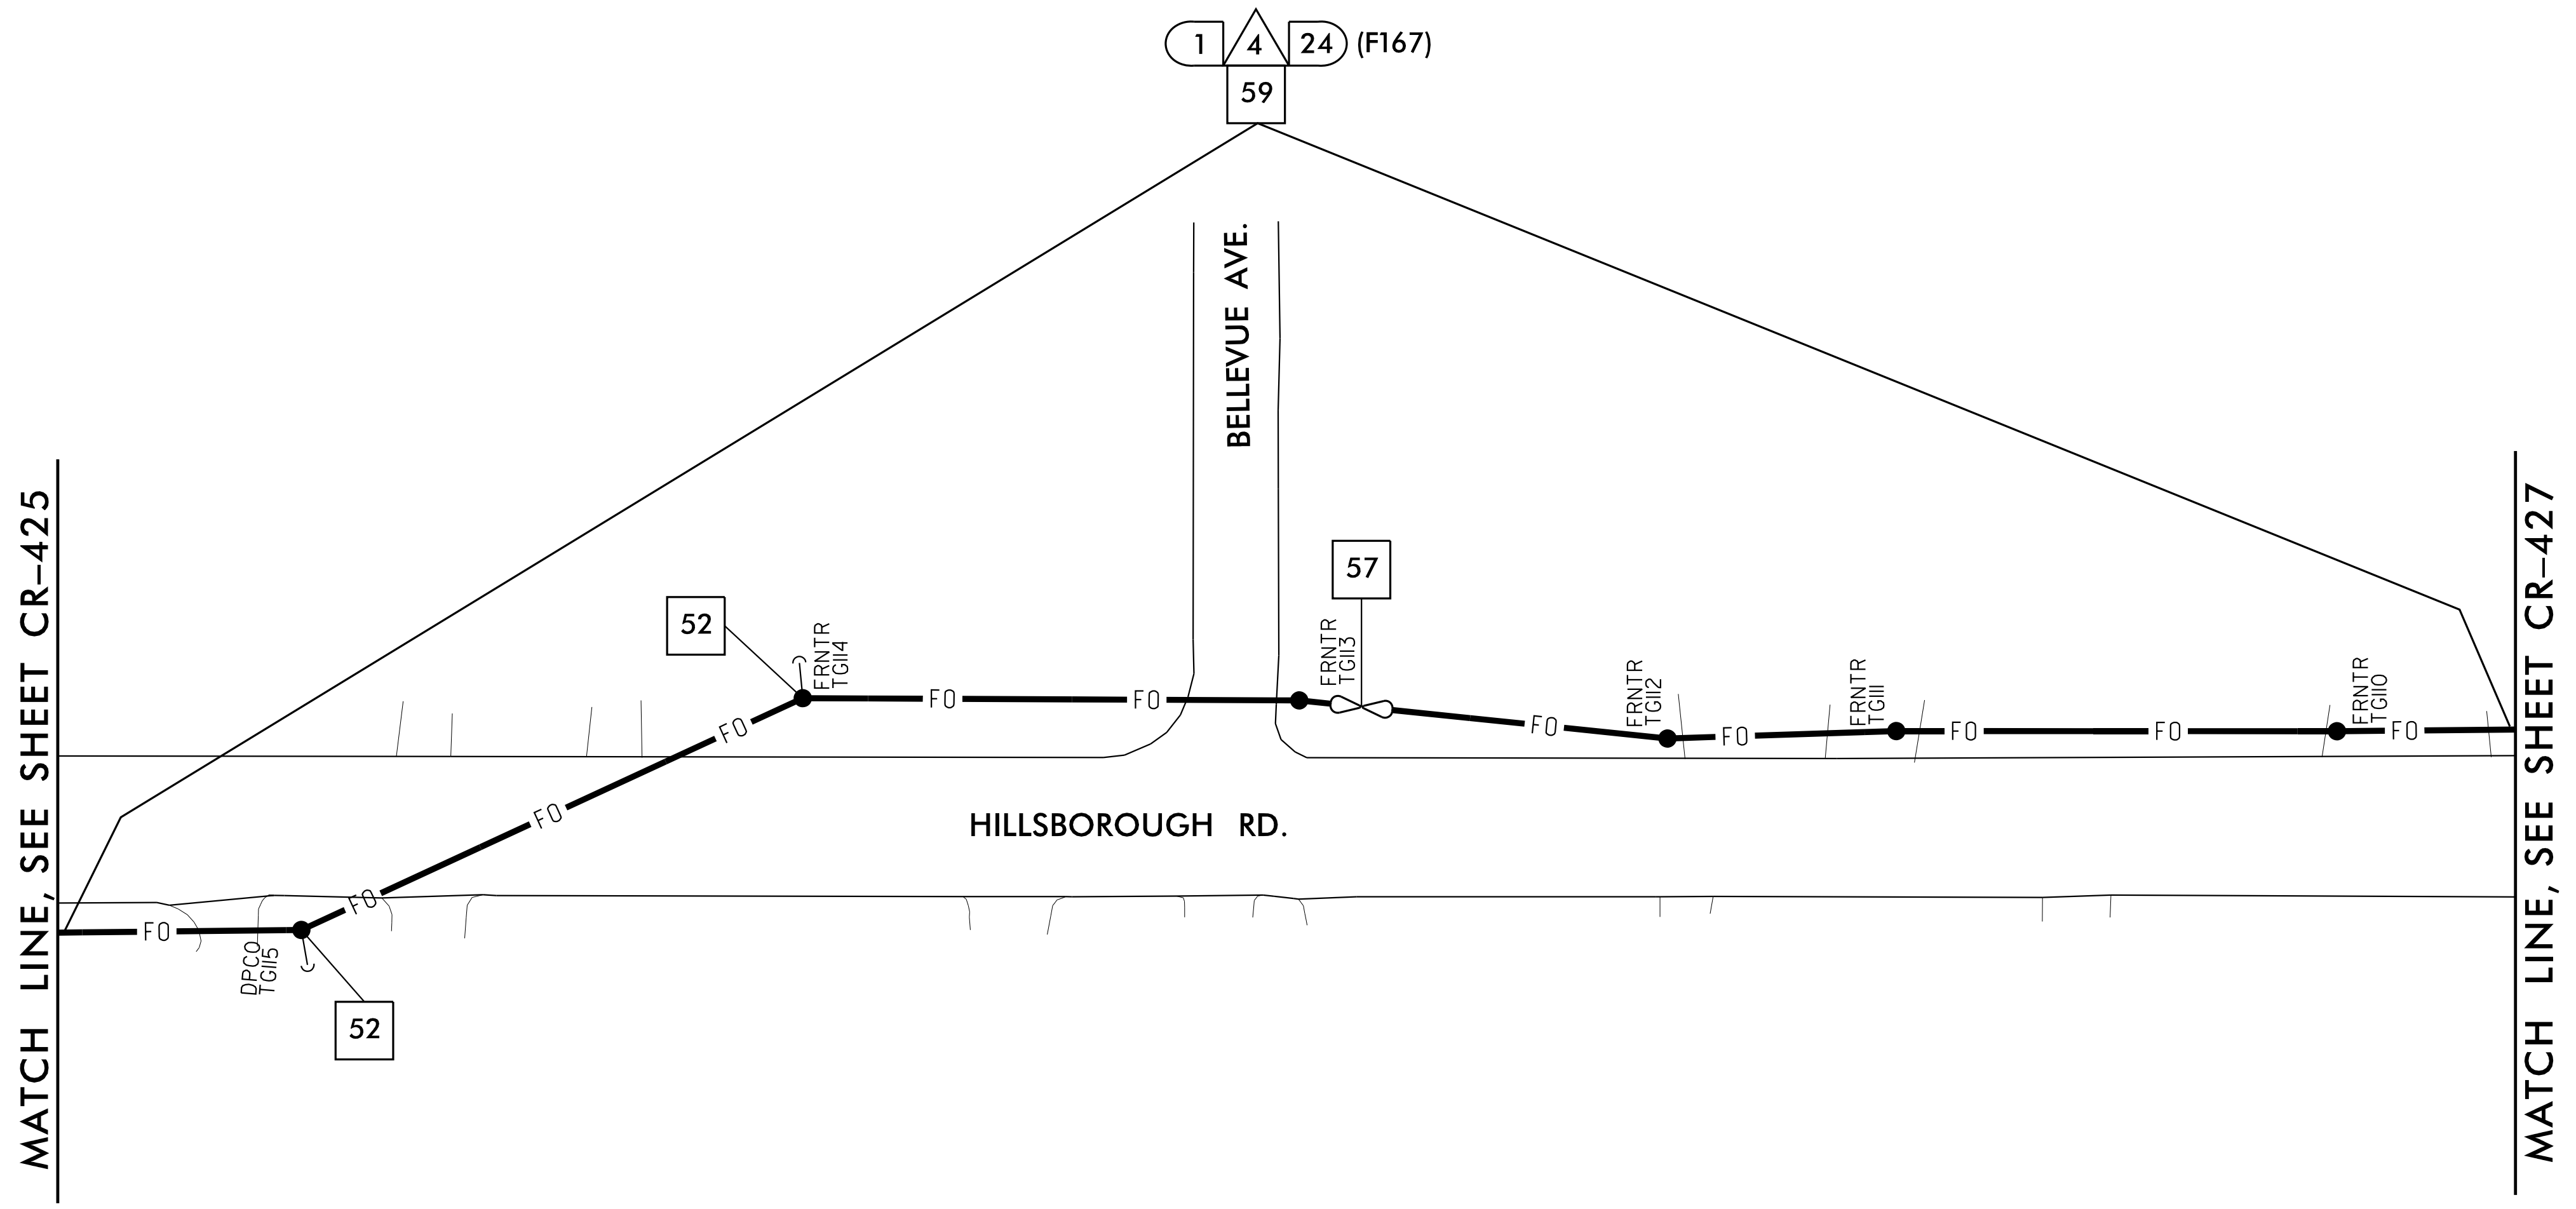 1 4 24 (F167)
59
BELLEVUE AVE.
MATCH LINE, SEE SHEET CR-425
MATCH LINE, SEE SHEET CR-427
57
52
FRNTR
TG114
FRNTR
TG113
FRNTR
TG112
FRNTR
TG111
FRNTR
TG110
FO FO FO FO FO FO FO
FO
FO
FO
FO
HILLSBOROUGH RD.
DPCO
TG115
52